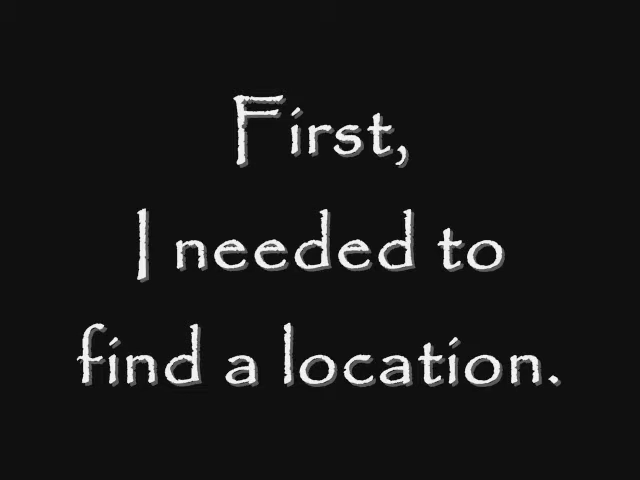 First,
I needed to
find a location.